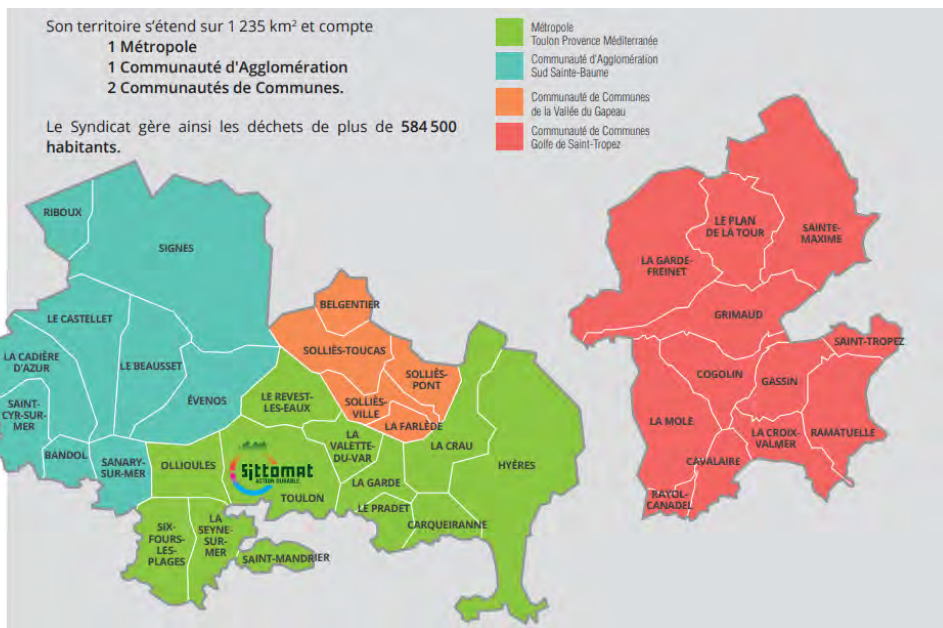 Son territoire s'étend sur 1 235 km² et compte
1 Métropole
1 Communauté d'Agglomération
2 Communautés de Communes.
Le Syndicat gère ainsi les déchets de plus de 584 500
habitants.
Métropole
Toulon Provence Méditerranée
Communauté d'Agglomération
Sud Sainte-Baume
Communauté de Communes
de la Vallée du Gapeau
Communauté de Communes
Golfe de Saint-Tropez
RIBOUX
SIGNES
LE CASTELLET
LA CADIÈRE
D'AZUR
LE BEAUSSET
SAINT-
CYR-SUR-
MER
ÉVENOS
BANDOL
SANARY-
SUR-MER
BELGENTIER
SOLLIÈS-TOUCAS
SOLLIÈS-
PONT
SOLLIÈS-
VILLE
LA FARLÈDE
LE REVEST-
LES-EAUX
OLLIOULES
Sittomat
ACTION DURABLE
TOULON
LA
VALETTE-
DU-VAR
LA GARDE
LE PRADET
LA CRAU
HYÈRES
CARQUEIRANNE
SIX-
FOURS-
LES-
PLAGES
LA
SEYNE-
SUR-
MER
SAINT-MANDRIER
LE PLAN
DE LA TOUR
SAINTE-
MAXIME
LA GARDE-
FREINET
GRIMAUD
SAINT-TROPEZ
COGOLIN
GASSIN
LA MOLE
LA CROIX-
VALMER
RAMATUELLE
CAVALAIRE
RAYOL-
CANADEL